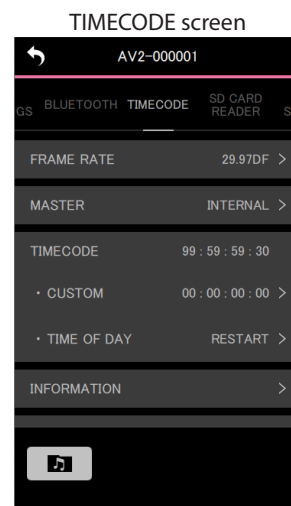 TIMECODE screen
AV2-000001
GS BLUETOOTH TIMECODE SD CARD READER S
FRAME RATE 29.97DF >
MASTER INTERNAL >
TIMECODE 99 : 59 : 59 : 30
・CUSTOM 00 : 00 : 00 : 00 >
・TIME OF DAY RESTART >
INFORMATION >